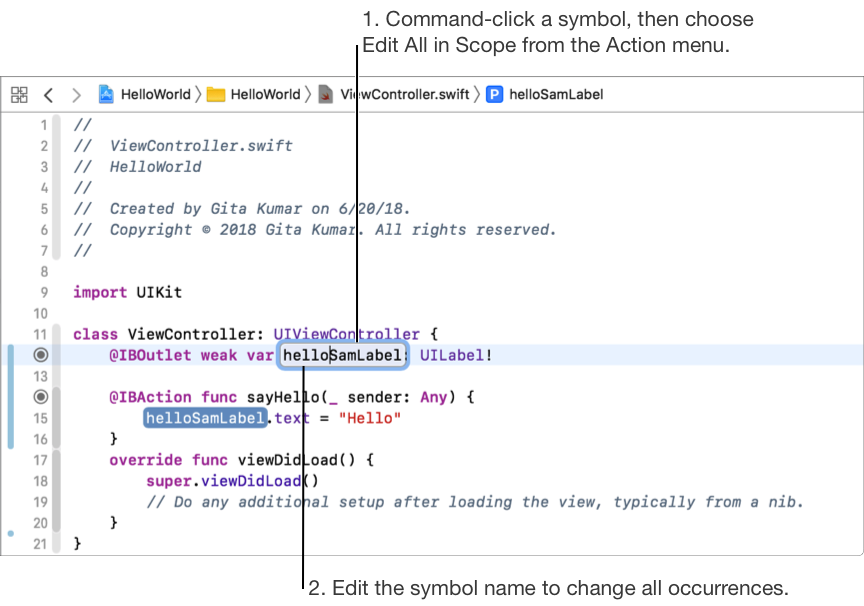 1. Command-click a symbol, then choose
Edit All in Scope from the Action menu.
HelloWorld HelloWorld ViewController.swift P helloSamLabel
1 //
2 //  ViewController.swift
3 //  HelloWorld
4 //
5 //  Created by Gita Kumar on 6/20/18.
6 //  Copyright © 2018 Gita Kumar. All rights reserved.
7 //
8
9 import UIKit
10
11 class ViewController: UIViewController {
@IBOutlet weak var helloSamLabel: UILabel!
13
@IBAction func sayHello(_ sender: Any) {
15 helloSamLabel.text = "Hello"
16 }
17 override func viewDidLoad() {
18 super.viewDidLoad()
19 // Do any additional setup after loading the view, typically from a nib.
20 }
21 }
2. Edit the symbol name to change all occurrences.